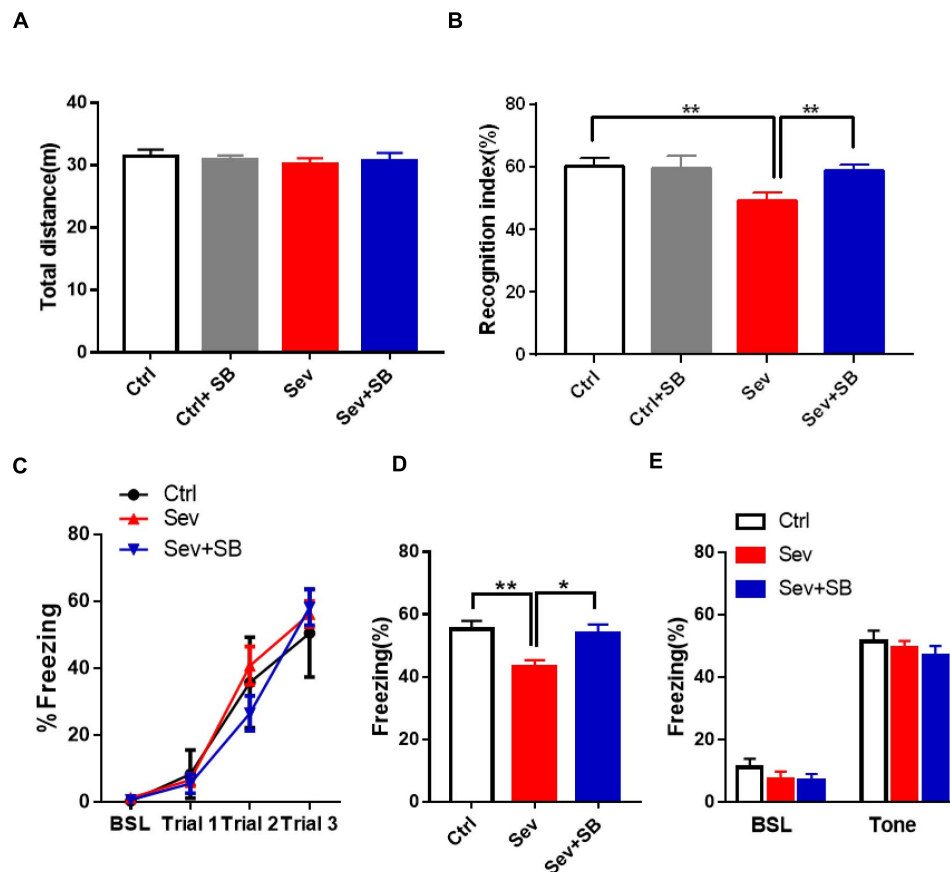 A
B
Total distance(m)
40
30
20
10
0
Ctrl
Ctrl+ SB
Sev
Sev+SB
Recognition index(%)
80
60
40
20
0
**
**
Ctrl
Ctrl+SB
Sev
Sev+SB
C
Ctrl
Sev
Sev+SB
% Freezing
80
60
40
20
0
BSL Trial 1 Trial 2 Trial 3
D
Freezing(%)
80
60
40
20
0
**
*
Ctrl
Sev
Sev+SB
E
Ctrl
Sev
Sev+SB
Freezing(%)
80
60
40
20
0
BSL Tone